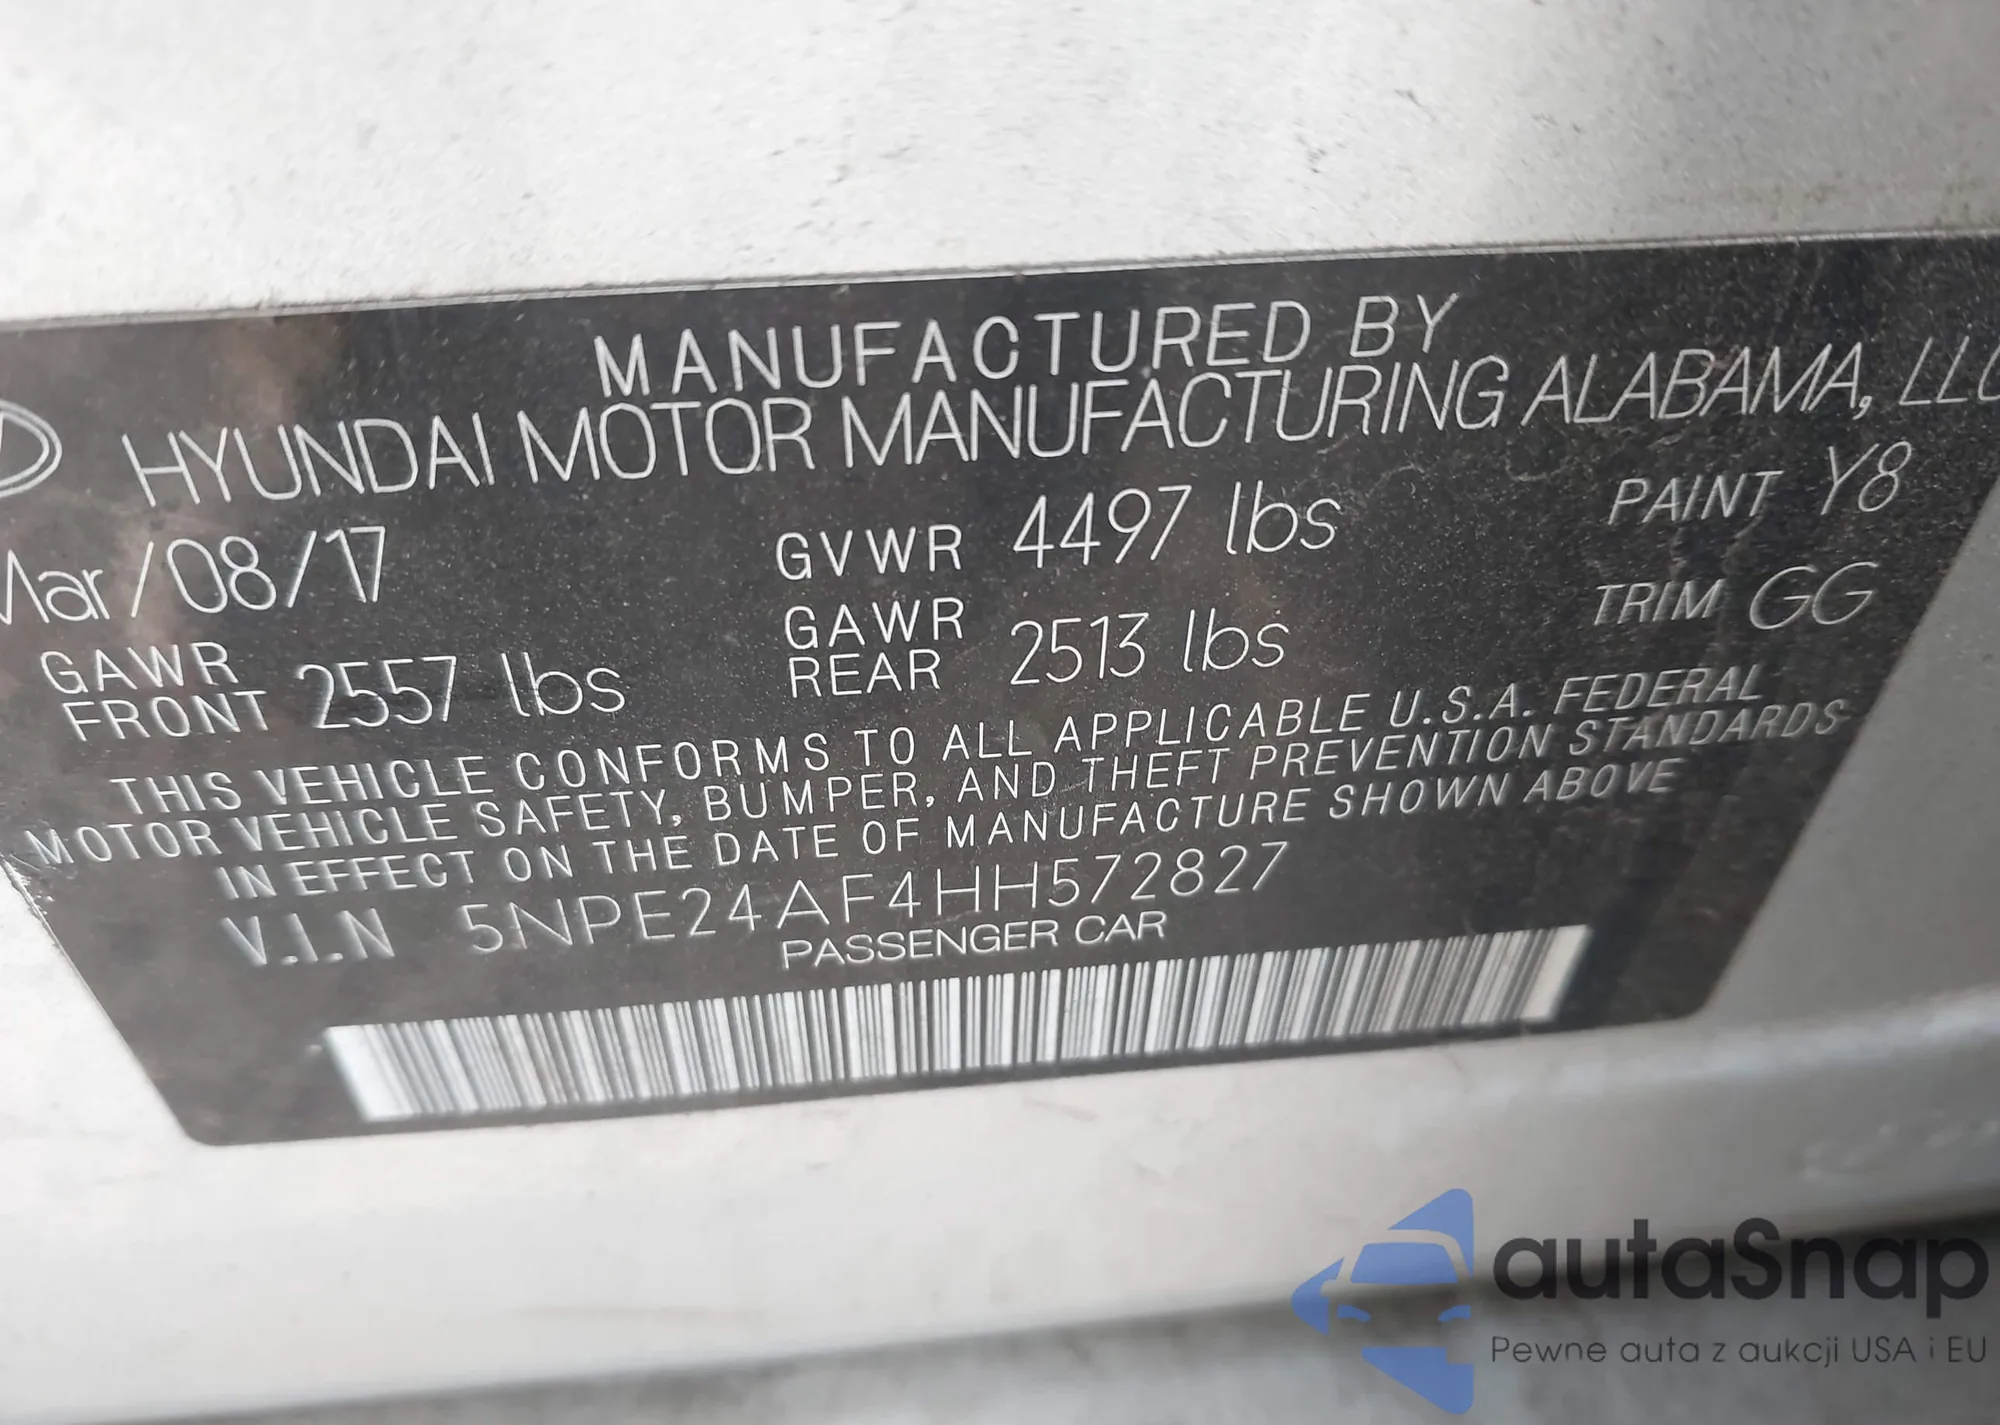 MANUFACTURED BY
HYUNDAI MOTOR MANUFACTURING ALABAMA, LLC
Mar/08/17 GVWR 4497 lbs PAINT Y8
GAWR FRONT 2557 lbs GAWR REAR 2513 lbs TRIM GG
THIS VEHICLE CONFORMS TO ALL APPLICABLE U.S.A. FEDERAL
MOTOR VEHICLE SAFETY, BUMPER, AND THEFT PREVENTION STANDARDS
IN EFFECT ON THE DATE OF MANUFACTURE SHOWN ABOVE
V.I.N 5NPE24AF4HH572827
PASSENGER CAR
autaSnap
Pewne auta z aukcji USA i EU